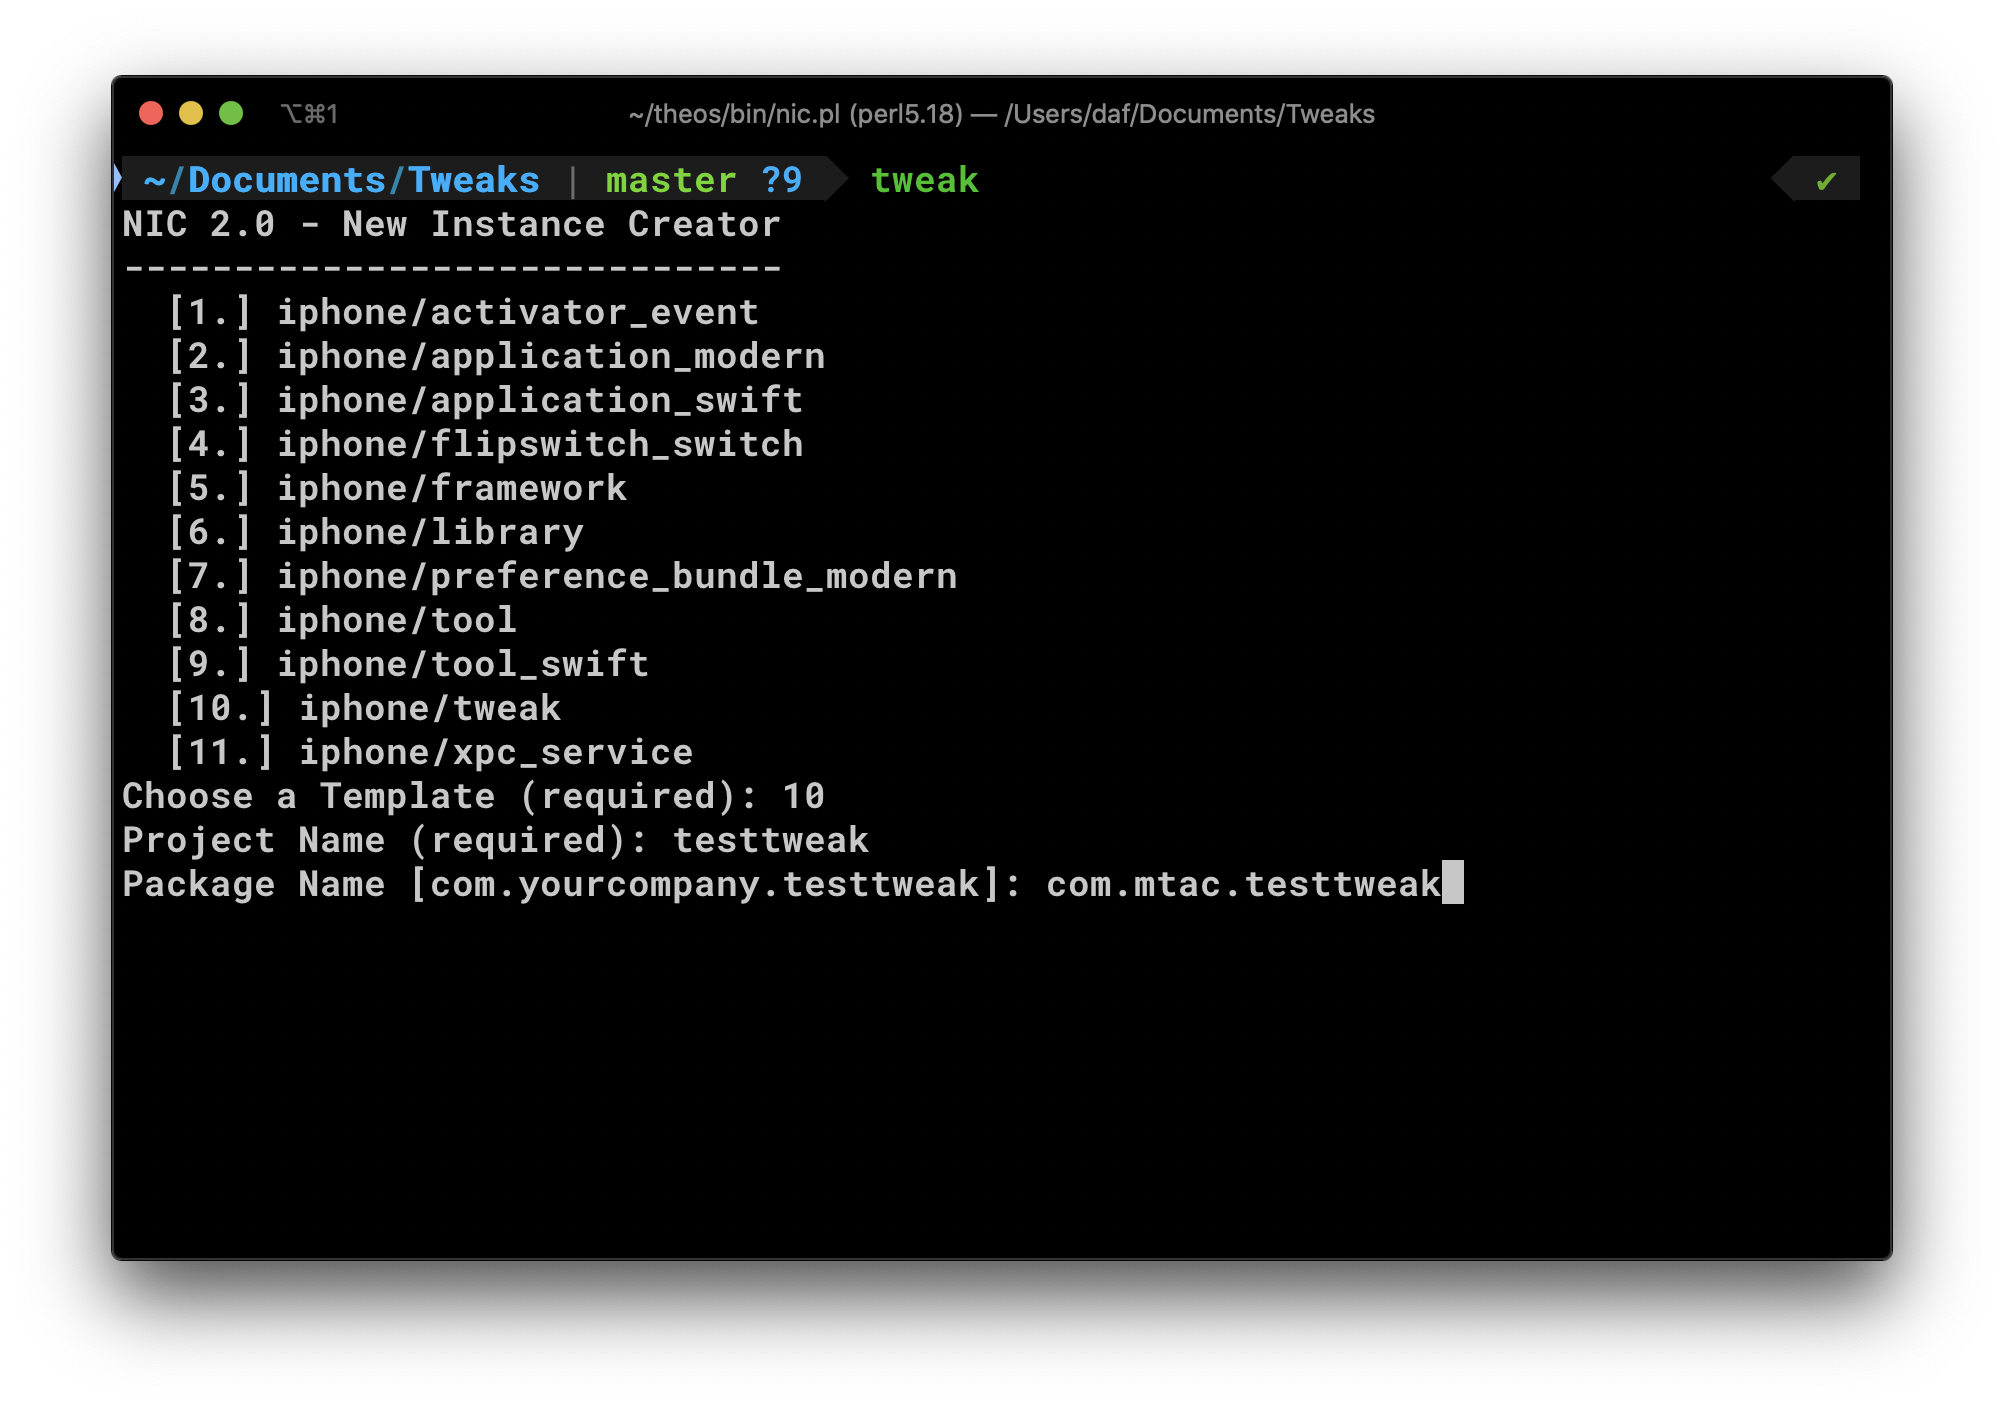 ⌥⌘1 ~/theos/bin/nic.pl (perl5.18) — /Users/daf/Documents/Tweaks
~/Documents/Tweaks | master ?9 tweak ✔
NIC 2.0 - New Instance Creator
------------------------------
[1.] iphone/activator_event
[2.] iphone/application_modern
[3.] iphone/application_swift
[4.] iphone/flipswitch_switch
[5.] iphone/framework
[6.] iphone/library
[7.] iphone/preference_bundle_modern
[8.] iphone/tool
[9.] iphone/tool_swift
[10.] iphone/tweak
[11.] iphone/xpc_service
Choose a Template (required): 10
Project Name (required): testtweak
Package Name [com.yourcompany.testtweak]: com.mtac.testtweak